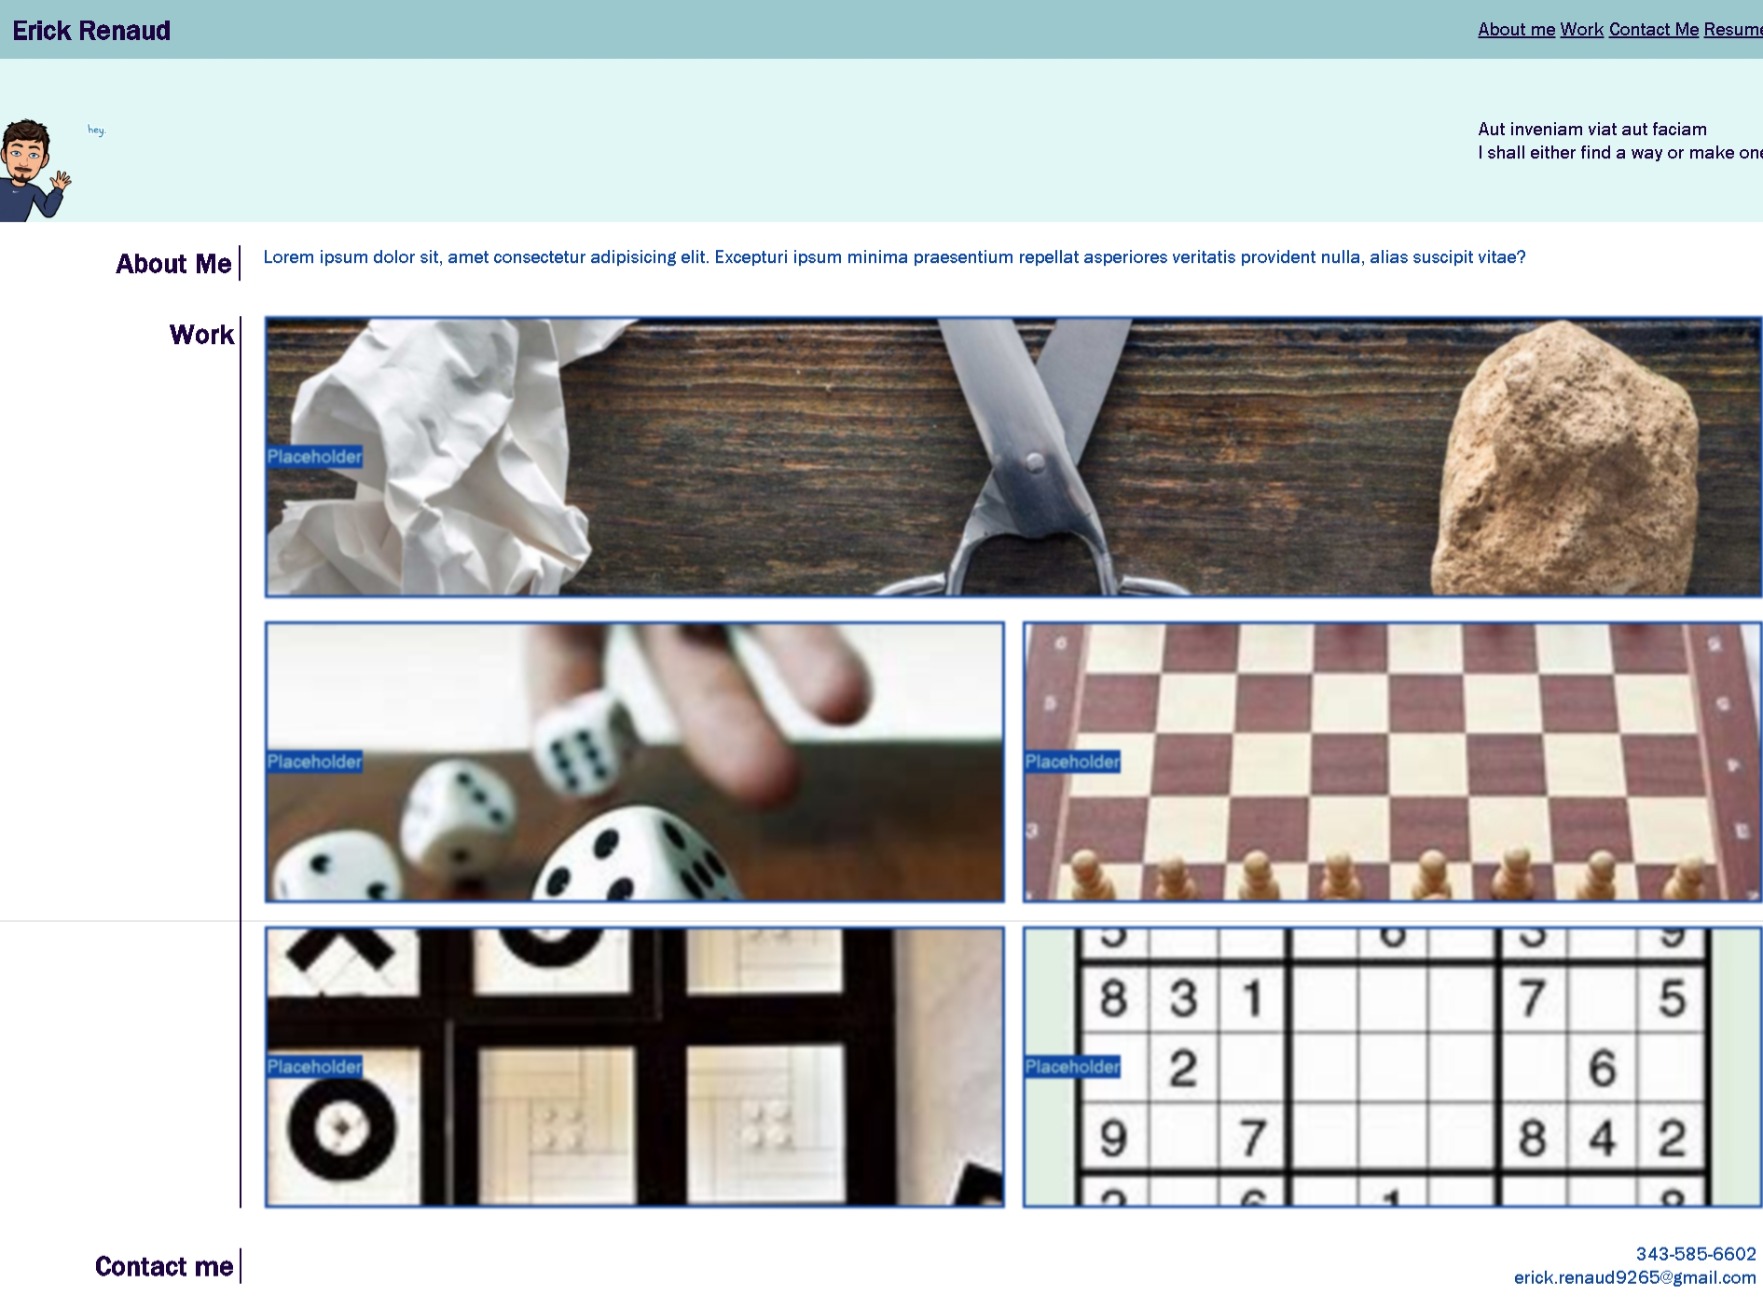 Erick Renaud
About me Work Contact Me Resume
hey.
Aut inveniam viat aut faciam
I shall either find a way or make one
About Me
Lorem ipsum dolor sit, amet consectetur adipisicing elit. Excepturi ipsum minima praesentium repellat asperiores veritatis provident nulla, alias suscipit vitae?
Work
Placeholder
Placeholder
Placeholder
Placeholder
Placeholder
8 3 1 7 5
2 6
9 7 8 4 2
Contact me
343-585-6602
erick.renaud9265@gmail.com